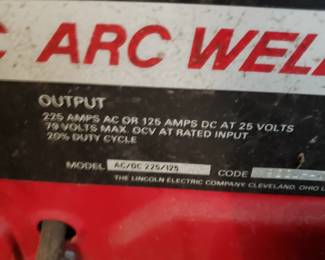 C ARC WEL
OUTPUT
225 AMPS AC OR 125 AMPS DC AT 25 VOLTS
79 VOLTS MAX. OCV AT RATED INPUT
20% DUTY CYCLE
MODEL AC/DC 225/125 CODE
THE LINCOLN ELECTRIC COMPANY, CLEVELAND, OHIO